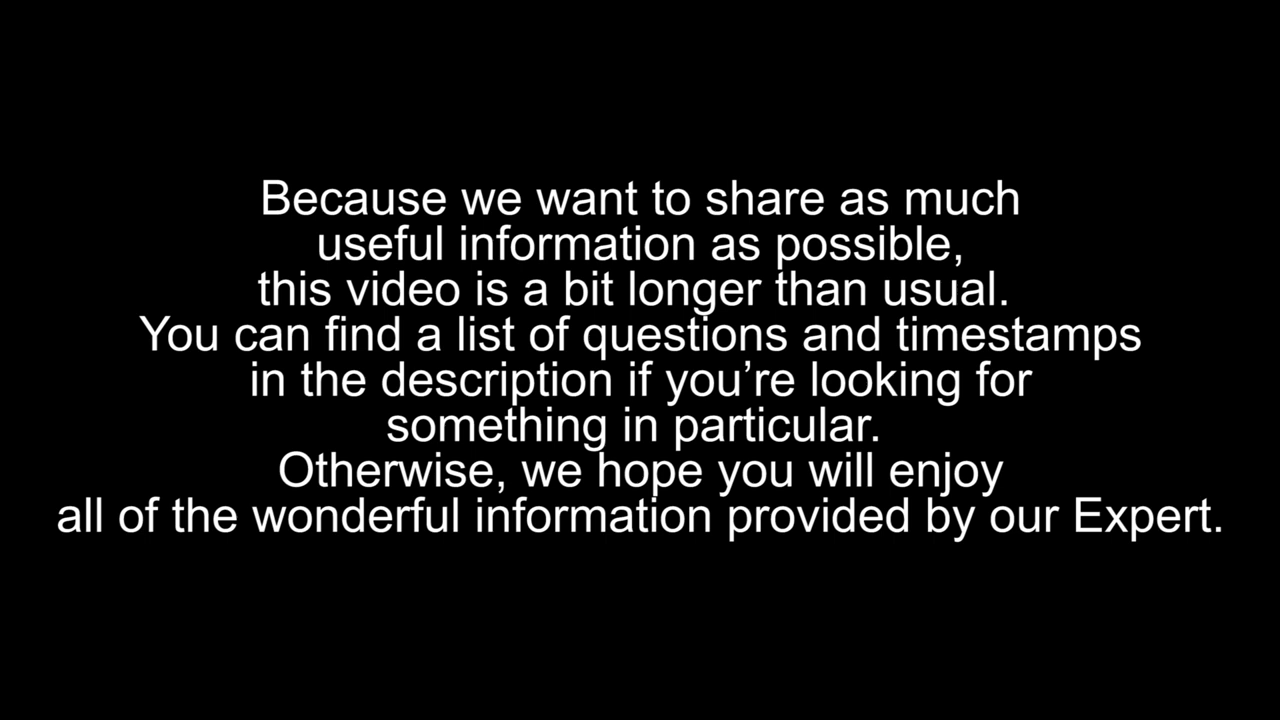 Because we want to share as much
useful information as possible,
this video is a bit longer than usual.
You can find a list of questions and timestamps
in the description if you’re looking for
something in particular.
Otherwise, we hope you will enjoy
all of the wonderful information provided by our Expert.